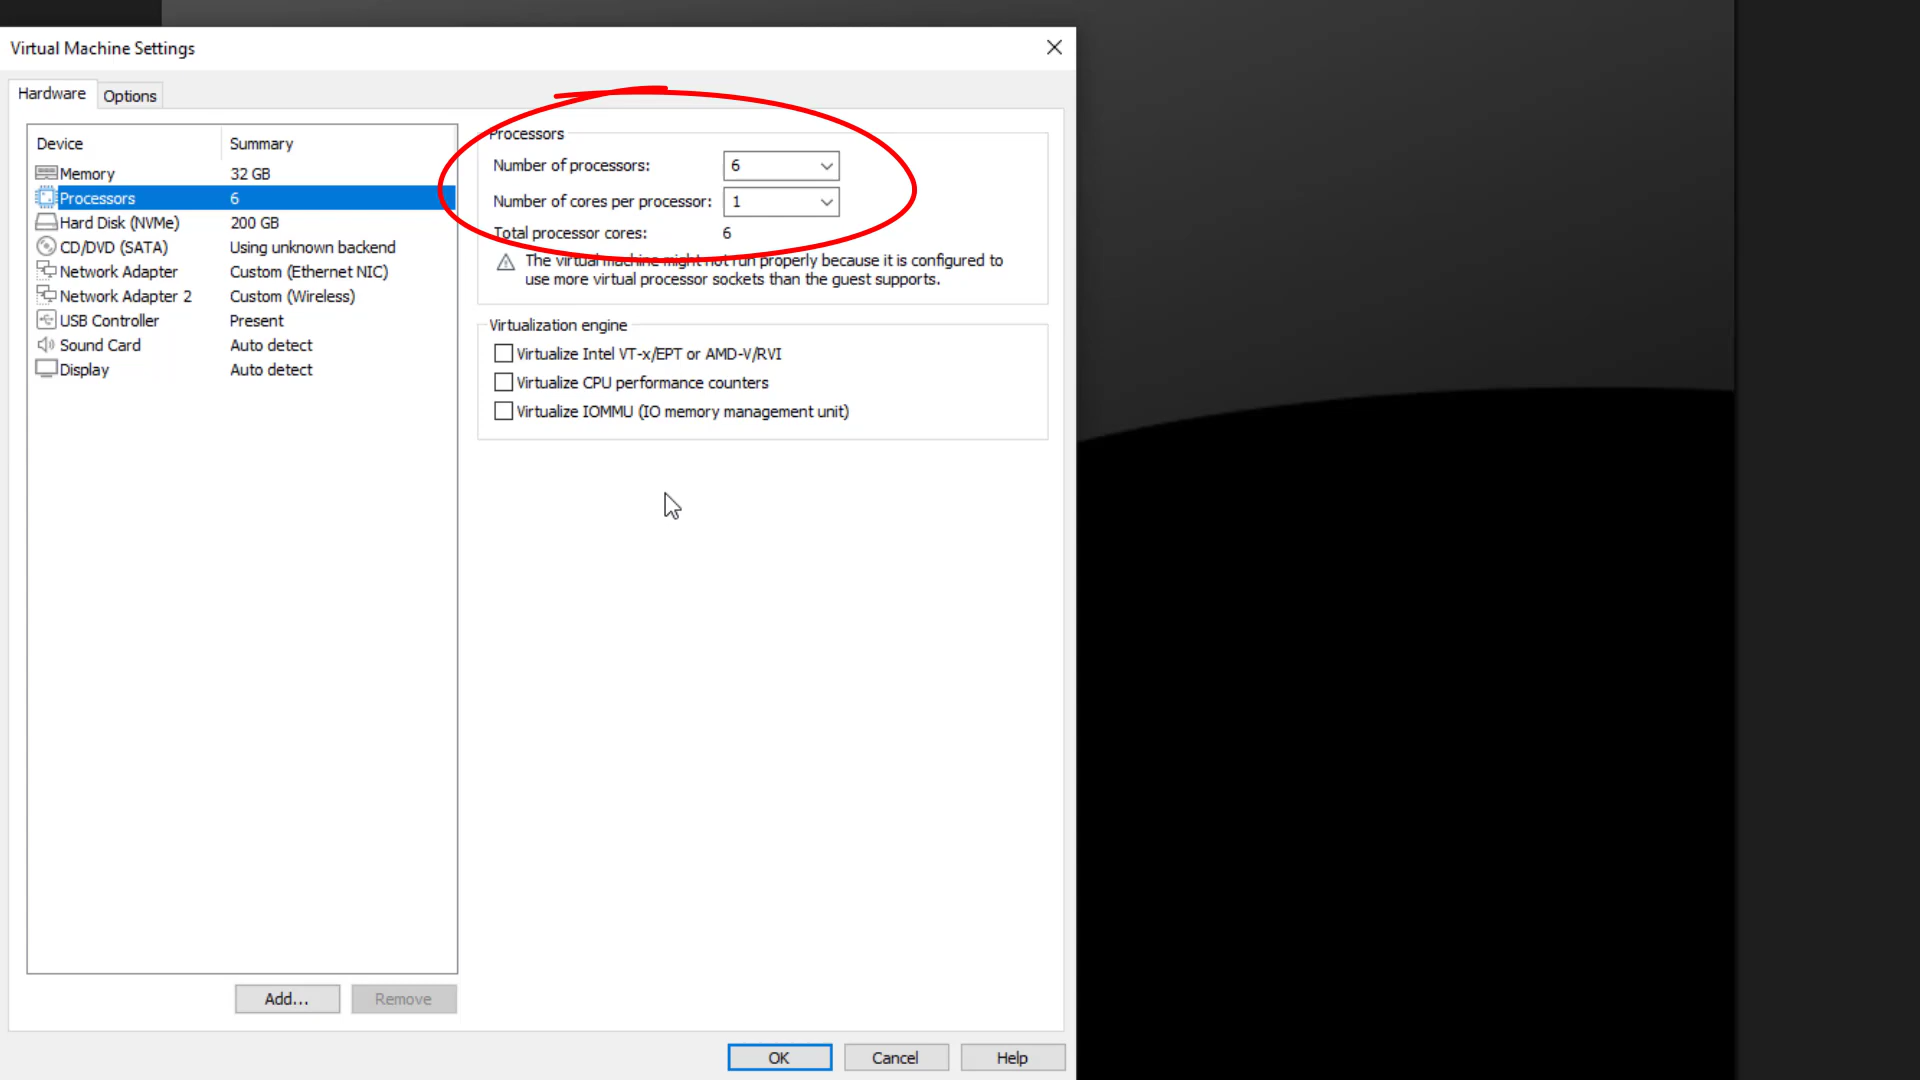 Virtual Machine Settings
Hardware
Options
Device Summary
Memory 32 GB
Processors 6
Hard Disk (NVMe) 200 GB
CD/DVD (SATA) Using unknown backend
Network Adapter Custom (Ethernet NIC)
Network Adapter 2 Custom (Wireless)
USB Controller Present
Sound Card Auto detect
Display Auto detect
Add...
Remove
Processors
Number of processors: 6
Number of cores per processor: 1
Total processor cores: 6
The virtual machine might not run properly because it is configured to
use more virtual processor sockets than the guest supports.
Virtualization engine
Virtualize Intel VT-x/EPT or AMD-V/RVI
Virtualize CPU performance counters
Virtualize IOMMU (IO memory management unit)
OK
Cancel
Help